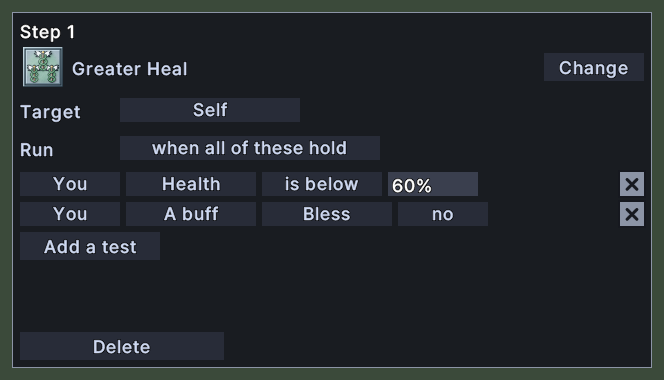 Step 1
Greater Heal Change
Target Self
Run when all of these hold
You Health is below 60% ✕
You A buff Bless no ✕
Add a test
Delete